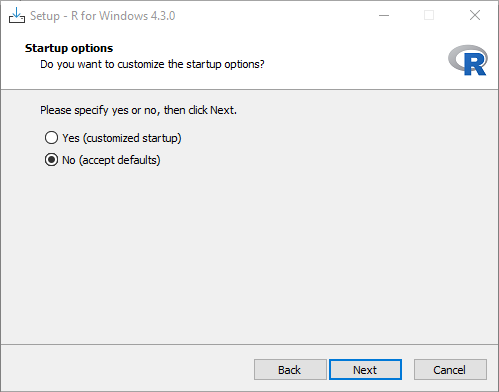 Setup - R for Windows 4.3.0
Startup options
Do you want to customize the startup options?
R
Please specify yes or no, then click Next.
Yes (customized startup)
No (accept defaults)
Back Next Cancel